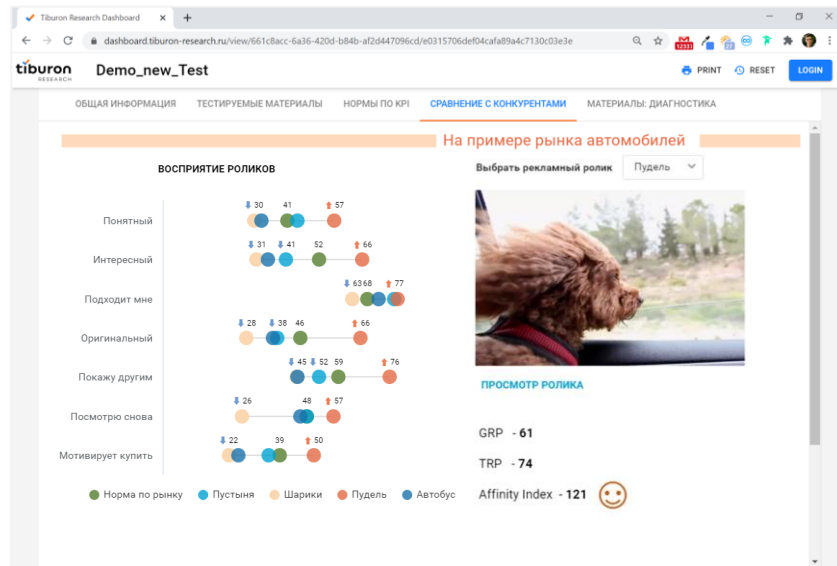 Tiburon Research Dashboard
dashboard.tiburon-research.ru/view/661c8acc-6a36-420d-b84b-af2d447096cd/e0315706def04cafa89a4c7130c03e3e
tiburon
RESEARCH
Demo_new_Test
PRINT
RESET
LOGIN
ОБЩАЯ ИНФОРМАЦИЯ ТЕСТИРУЕМЫЕ МАТЕРИАЛЫ НОРМЫ ПО KPI СРАВНЕНИЕ С КОНКУРЕНТАМИ МАТЕРИАЛЫ: ДИАГНОСТИКА
На примере рынка автомобилей
ВОСПРИЯТИЕ РОЛИКОВ
Выбрать рекламный ролик Пудель
30 41 57
Понятный
31 41 52 66
Интересный
63 68 77
Подходит мне
28 38 46 66
Оригинальный
45 52 59 76
Покажу другим
26 48 57
Посмотрю снова
22 39 50
Мотивирует купить
Норма по рынку Пустыня Шарики Пудель Автобус
ПРОСМОТР РОЛИКА
GRP - 61
TRP - 74
Affinity Index - 121